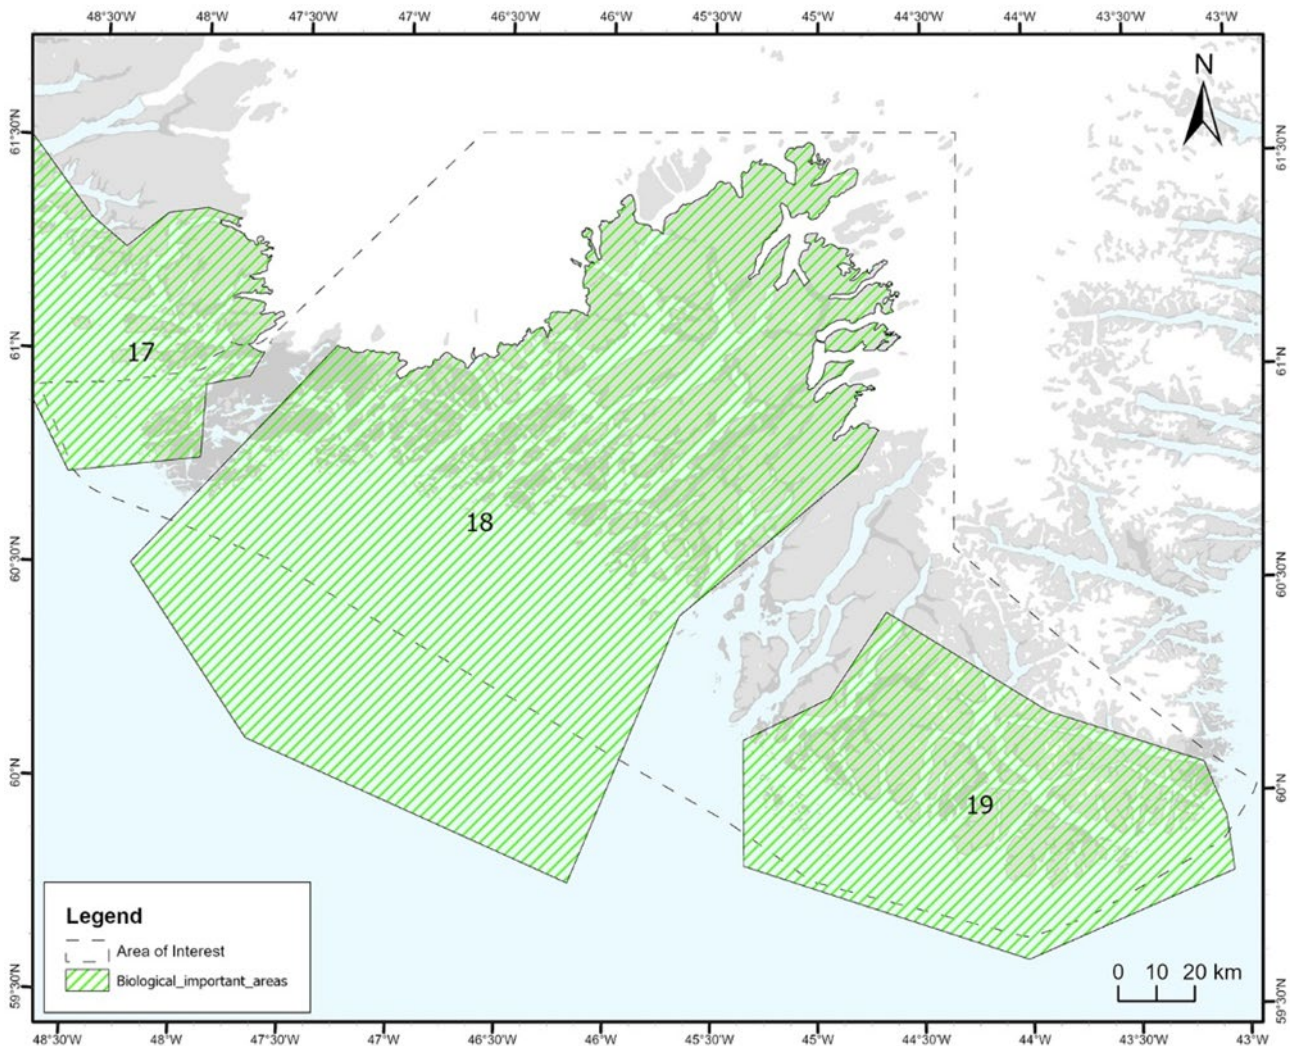 48°30'W 48°W 47°30'W 47°W 46°30'W 46°W 45°30'W 45°W 44°30'W 44°W 43°30'W 43°W
N
61°30'N 61°30'N
17
61°N 61°N
18
60°30'N 60°30'N
60°N 60°N
19
Legend
Area of Interest
Biological_important_areas
0 10 20 km
59°30'N 59°30'N
48°30'W 48°W 47°30'W 47°W 46°30'W 46°W 45°30'W 45°W 44°30'W 44°W 43°30'W 43°W